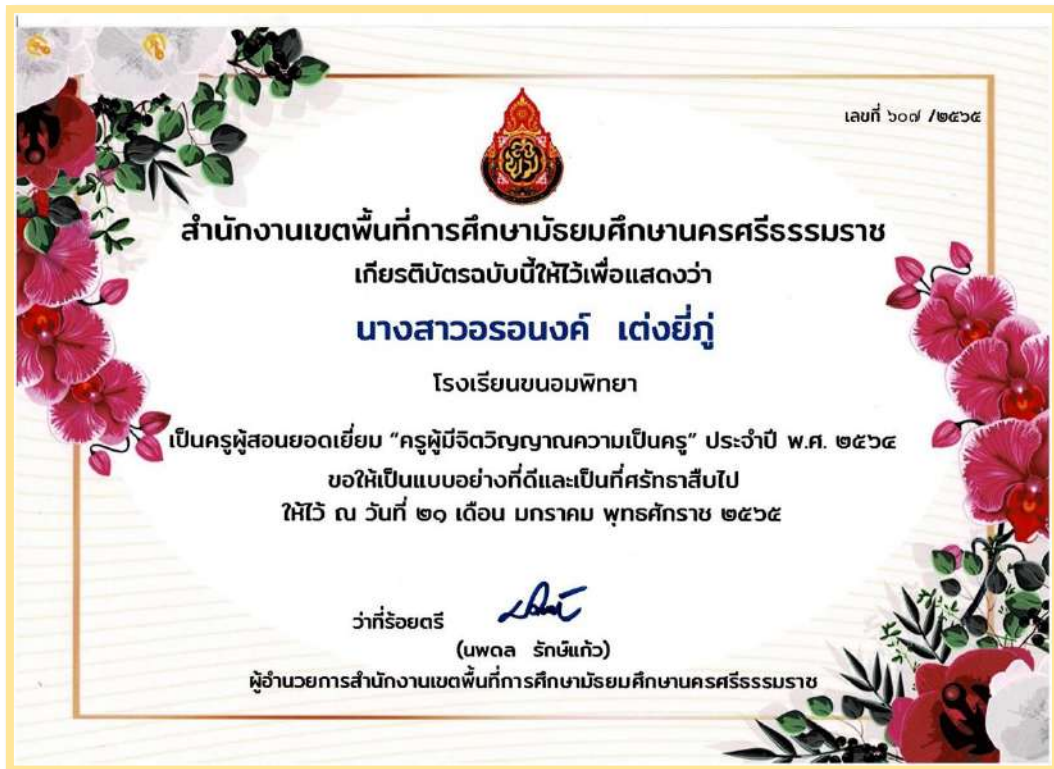 เลขที่ ๖๐๗ /๒๕๖๕
สำนักงานเขตพื้นที่การศึกษามัธยมศึกษานครศรีธรรมราช
เกียรติบัตรฉบับนี้ให้ไว้เพื่อแสดงว่า
นางสาวอรอนงค์ เต่งยี่ภู่
โรงเรียนขนอมพิทยา
เป็นครูผู้สอนยอดเยี่ยม “ครูผู้มีจิตวิญญาณความเป็นครู” ประจำปี พ.ศ. ๒๕๖๔
ขอให้เป็นแบบอย่างที่ดีและเป็นที่ศรัทธาสืบไป
ให้ไว้ ณ วันที่ ๒๑ เดือน มกราคม พุทธศักราช ๒๕๖๕
ว่าที่ร้อยตรี
(นพดล รักษ์แก้ว)
ผู้อำนวยการสำนักงานเขตพื้นที่การศึกษามัธยมศึกษานครศรีธรรมราช